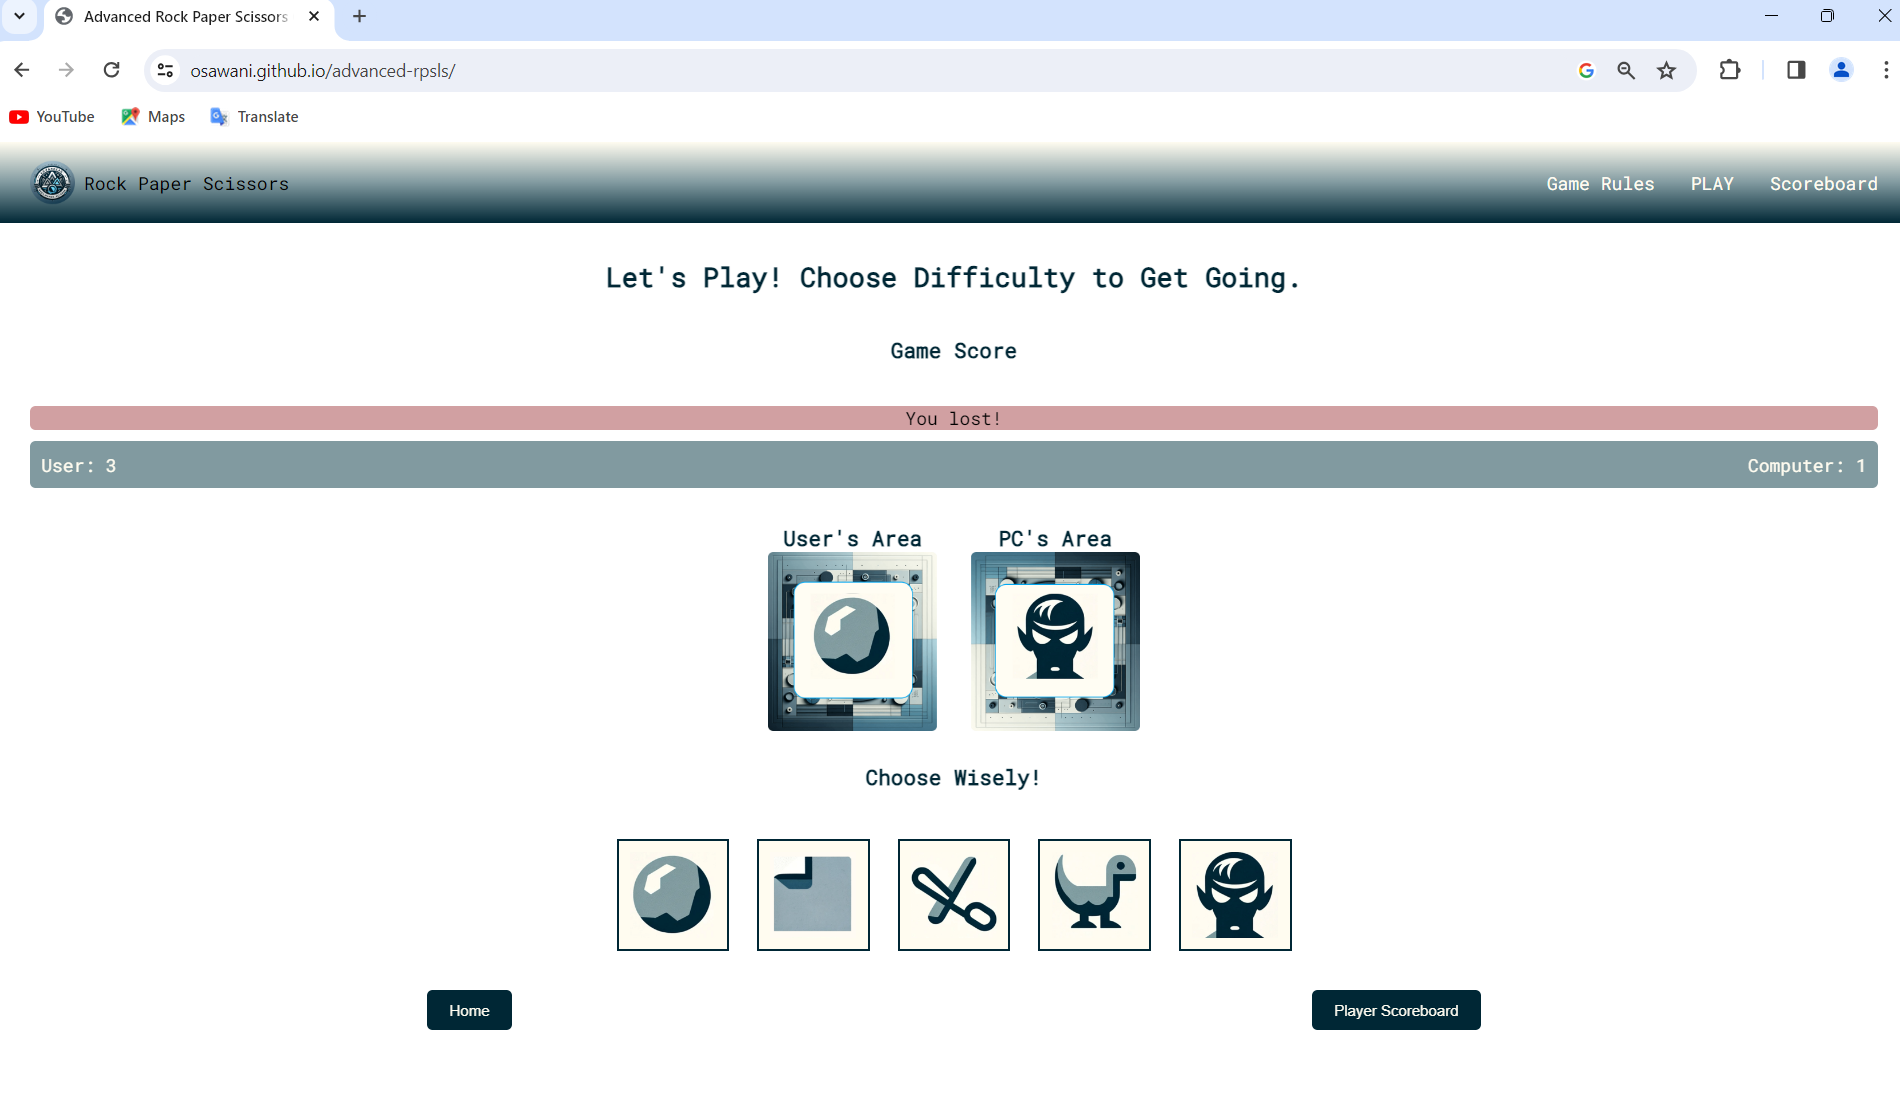 Advanced Rock Paper Scissors
osawani.github.io/advanced-rpsls/
YouTube
Maps
Translate
Rock Paper Scissors
Game Rules
PLAY
Scoreboard
Let's Play! Choose Difficulty to Get Going.
Game Score
You lost!
User: 3
Computer: 1
User's Area
PC's Area
Choose Wisely!
Home
Player Scoreboard